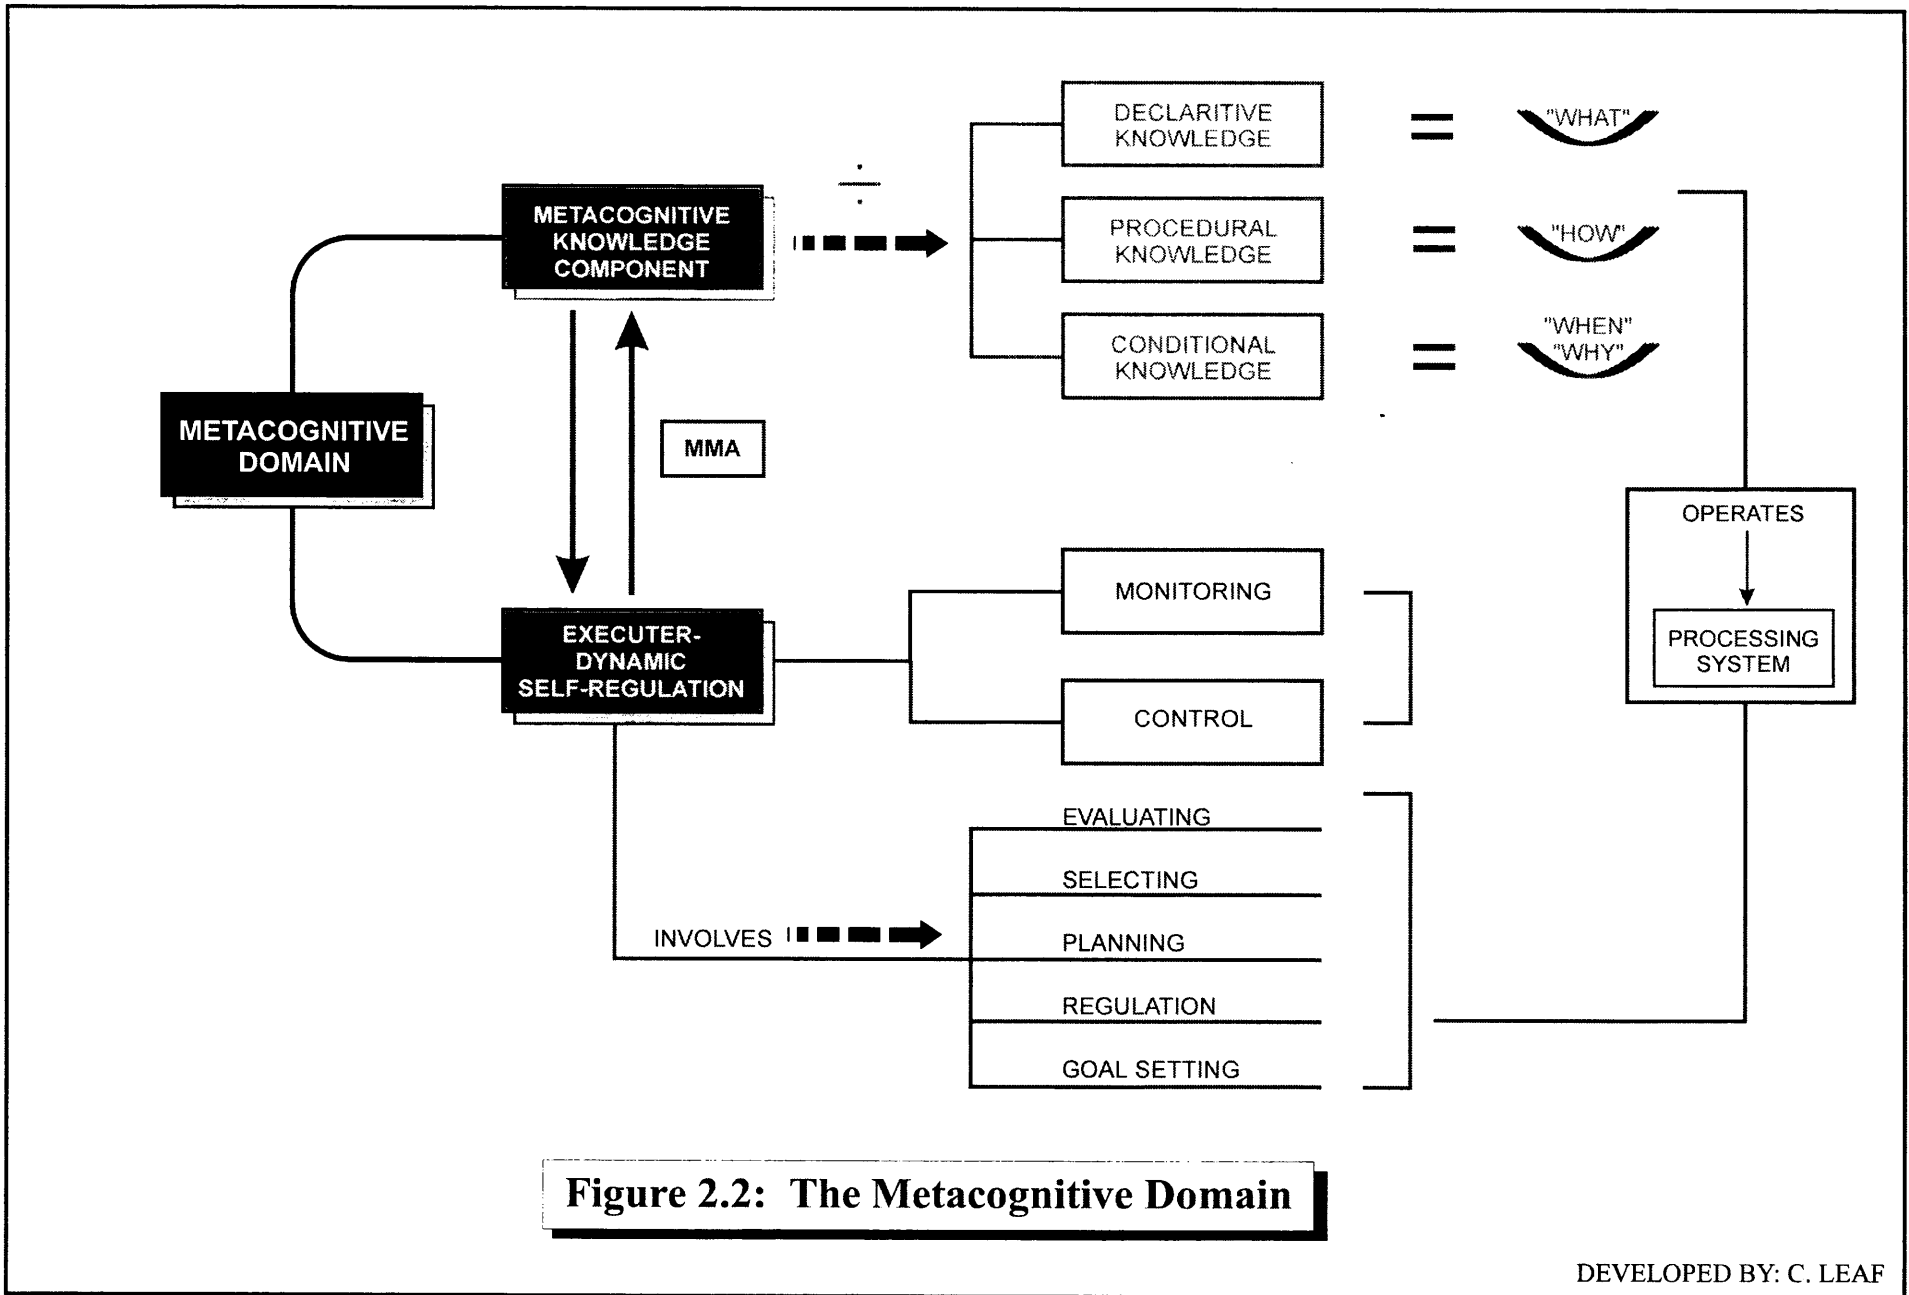 DECLARITIVE
KNOWLEDGE
=
"WHAT"
÷
METACOGNITIVE
KNOWLEDGE
COMPONENT
PROCEDURAL
KNOWLEDGE
=
"HOW"
CONDITIONAL
KNOWLEDGE
=
"WHEN"
"WHY"
METACOGNITIVE
DOMAIN
MMA
OPERATES
PROCESSING
SYSTEM
EXECUTER-
DYNAMIC
SELF-REGULATION
MONITORING
CONTROL
INVOLVES
EVALUATING
SELECTING
PLANNING
REGULATION
GOAL SETTING
Figure 2.2: The Metacognitive Domain
DEVELOPED BY: C. LEAF